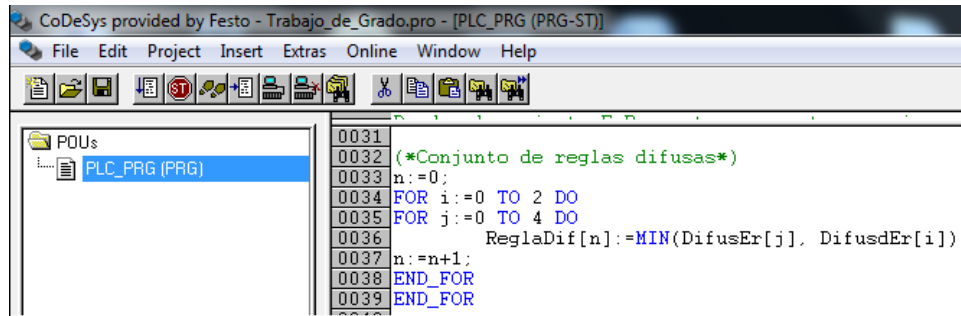 CoDeSys provided by Festo - Trabajo_de_Grado.pro - [PLC_PRG (PRG-ST)]
File Edit Project Insert Extras Online Window Help
POUs
PLC_PRG (PRG)
0031
0032 (*Conjunto de reglas difusas*)
0033 n:=0;
0034 FOR i:=0 TO 2 DO
0035 FOR j:=0 TO 4 DO
0036 ReglaDif[n]:=MIN(DifusEr[j], DifusdEr[i])
0037 n:=n+1;
0038 END_FOR
0039 END_FOR